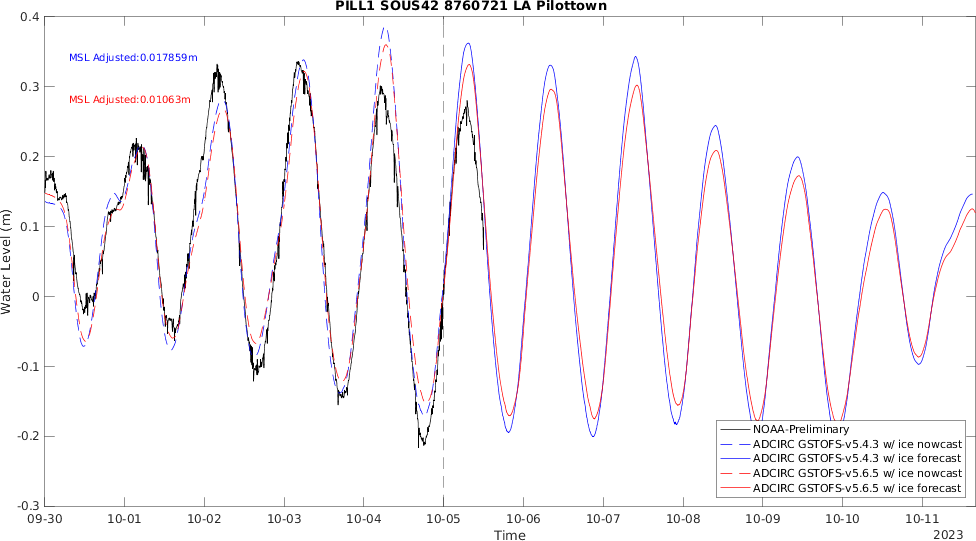 PILL1 SOUS42 8760721 LA Pilottown
MSL Adjusted:0.017859m
MSL Adjusted:0.01063m
Water Level (m)
0.4
0.3
0.2
0.1
0
-0.1
-0.2
-0.3
NOAA-Preliminary
ADCIRC GSTOFS-v5.4.3 w/ ice nowcast
ADCIRC GSTOFS-v5.4.3 w/ ice forecast
ADCIRC GSTOFS-v5.6.5 w/ ice nowcast
ADCIRC GSTOFS-v5.6.5 w/ ice forecast
09-30 10-01 10-02 10-03 10-04 10-05 10-06 10-07 10-08 10-09 10-10 10-11
Time
2023